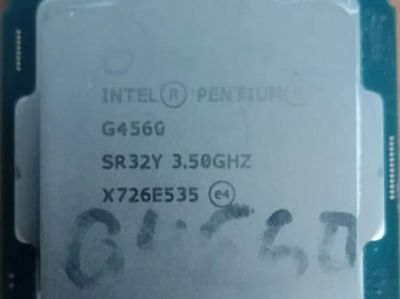 INTEL® PENTIUM®
G4560
SR32Y 3.50GHZ
X726E535 e4
G4560